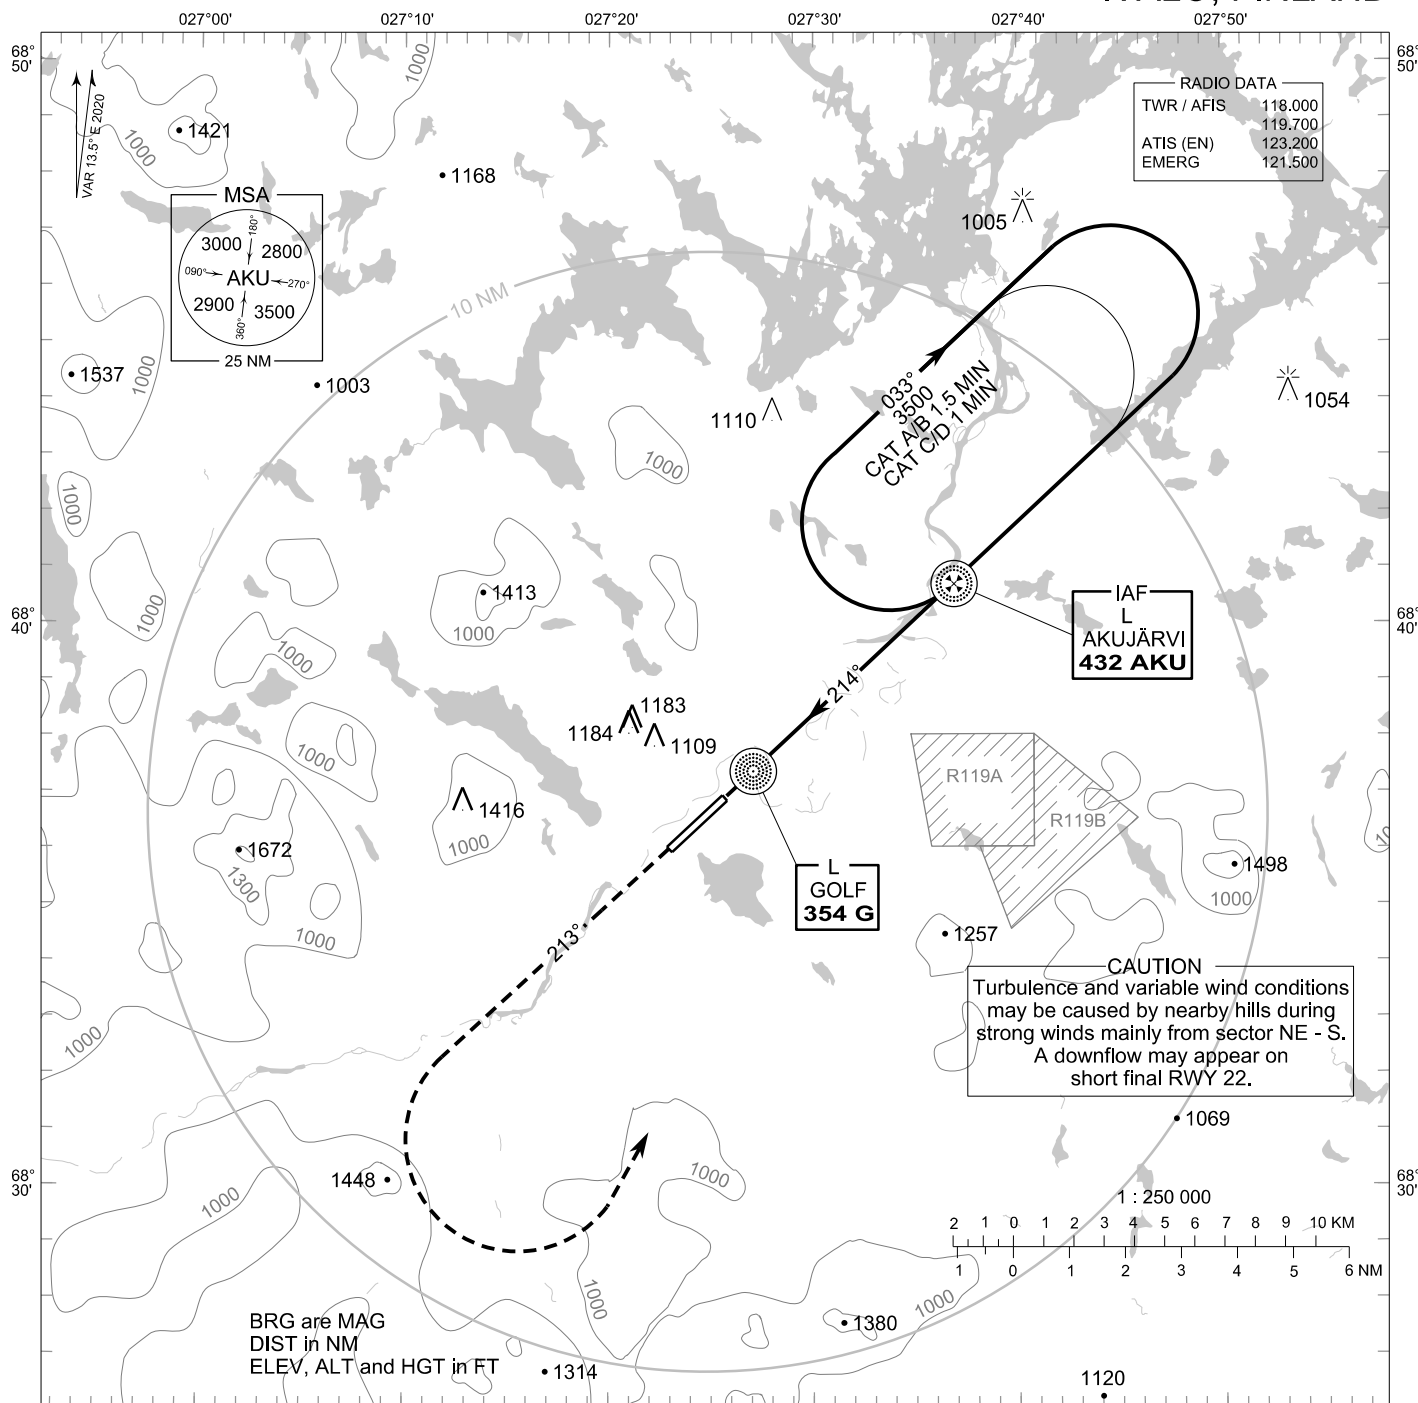 027°00'
027°10'
027°20'
027°30'
027°40'
027°50'
68°
50'
68°
50'
VAR 13.5° E 2020
1000
1421
1000
1168
RADIO DATA
TWR / AFIS 118.000
119.700
ATIS (EN) 123.200
EMERG 121.500
MSA
3000
180°
2800
090°
AKU
270°
2900
360°
3500
25 NM
1005
10 NM
1537
1000
1003
1110
1054
033°
3500
CAT A/B 1.5 MIN
CAT C/D 1 MIN
1000
1000
1413
1000
1000
1000
68°
40'
68°
40'
IAF
L
AKUJÄRVI
432 AKU
214°
1183
1184
1109
1000
1416
1000
R119A
R119B
1672
1300
1000
1498
1000
L
GOLF
354 G
213°
1257
1000
CAUTION
Turbulence and variable wind conditions
may be caused by nearby hills during
strong winds mainly from sector NE - S.
A downflow may appear on
short final RWY 22.
1069
68°
30'
68°
30'
1448
1000
1000
1000
1 : 250 000
2 1 0 1 2 3 4 5 6 7 8 9 10 KM
1 0 1 2 3 4 5 6 NM
1000
1380
BRG are MAG
DIST in NM
ELEV, ALT and HGT in FT
1314
1120